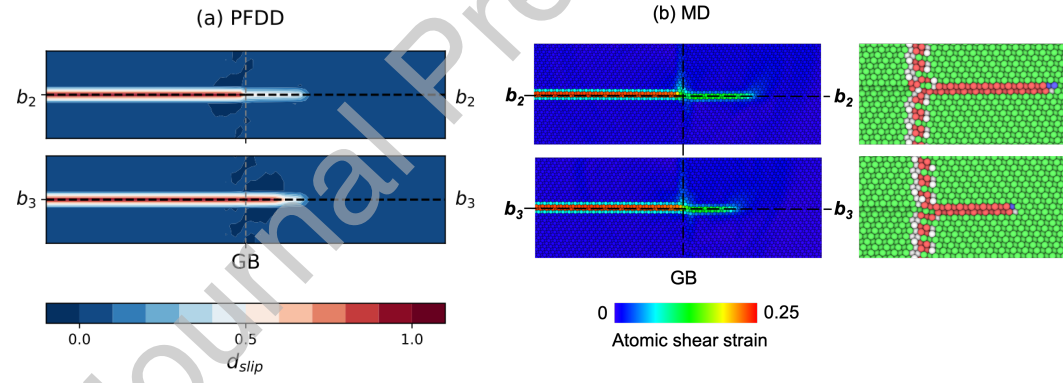 (a) PFDD
(b) MD
b2
b2
b2
b2
b3
b3
b3
b3
GB
GB
0.0
0.5
1.0
dslip
0
0.25
Atomic shear strain
Journal Pre